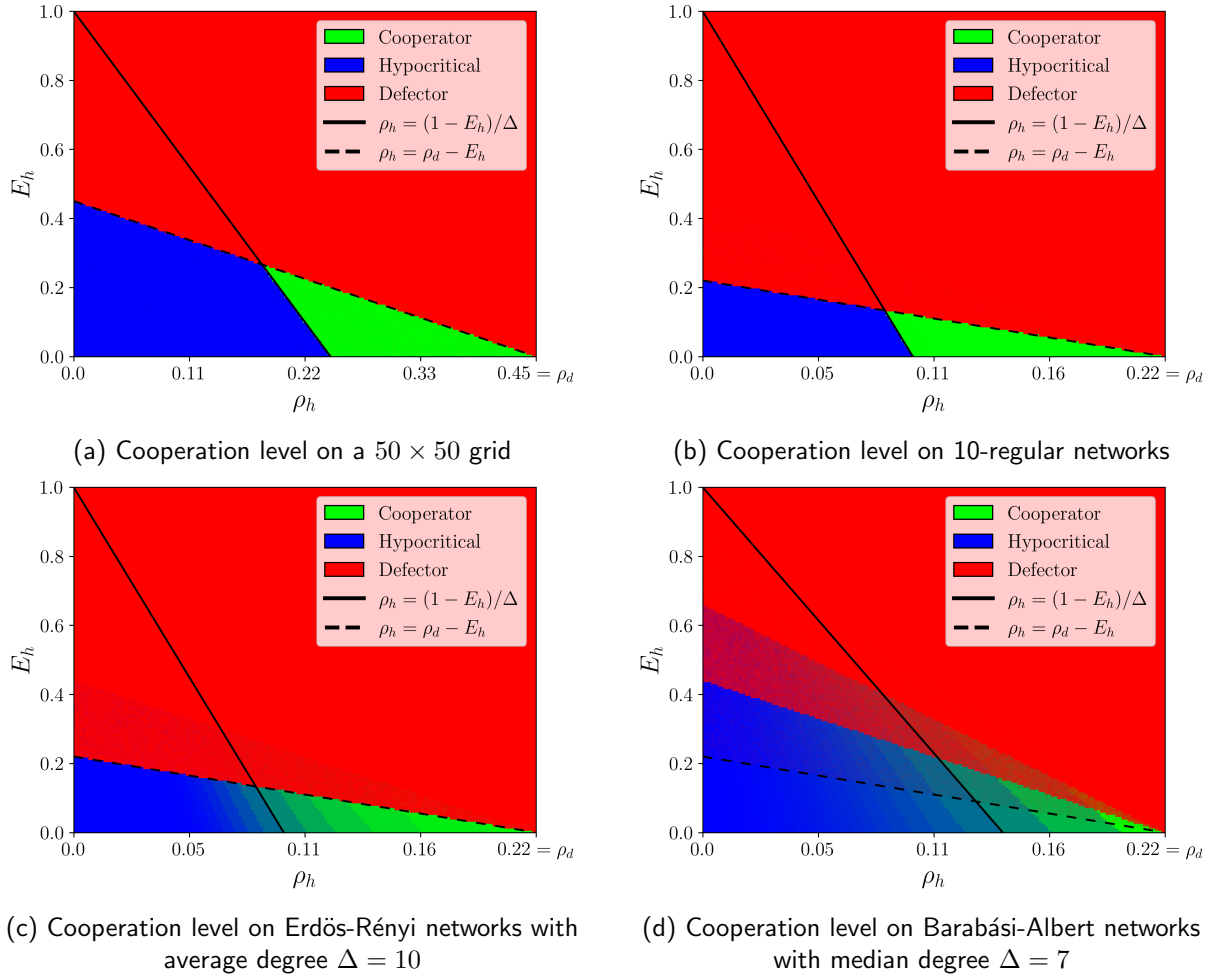 1.0
0.8
0.6
0.4
0.2
0.0
E_h
Cooperator
Hypocritical
Defector
ρ_h = (1 − E_h)/Δ
ρ_h = ρ_d − E_h
0.0 0.11 0.22 0.33 0.45 = ρ_d
ρ_h
(a) Cooperation level on a 50 × 50 grid
1.0
0.8
0.6
0.4
0.2
0.0
E_h
Cooperator
Hypocritical
Defector
ρ_h = (1 − E_h)/Δ
ρ_h = ρ_d − E_h
0.0 0.05 0.11 0.16 0.22 = ρ_d
ρ_h
(b) Cooperation level on 10-regular networks
1.0
0.8
0.6
0.4
0.2
0.0
E_h
Cooperator
Hypocritical
Defector
ρ_h = (1 − E_h)/Δ
ρ_h = ρ_d − E_h
0.0 0.05 0.11 0.16 0.22 = ρ_d
ρ_h
(c) Cooperation level on Erdös-Rényi networks with
average degree Δ = 10
1.0
0.8
0.6
0.4
0.2
0.0
E_h
Cooperator
Hypocritical
Defector
ρ_h = (1 − E_h)/Δ
ρ_h = ρ_d − E_h
0.0 0.05 0.11 0.16 0.22 = ρ_d
ρ_h
(d) Cooperation level on Barabási-Albert networks
with median degree Δ = 7